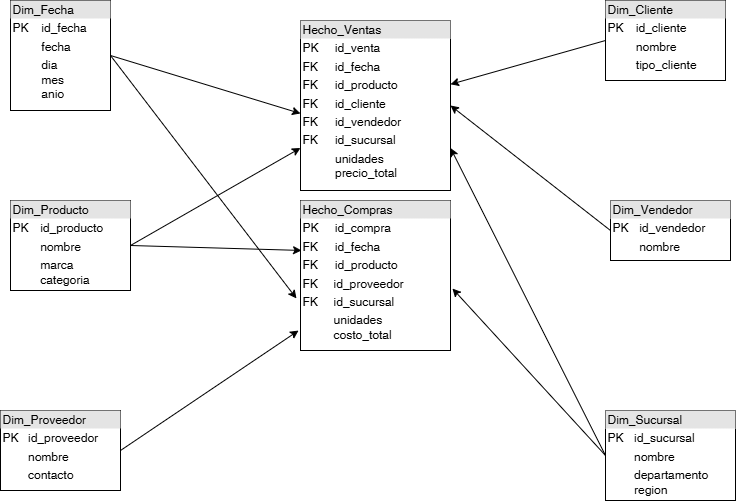 Dim_Fecha
PK id_fecha
fecha
dia
mes
anio
Hecho_Ventas
PK id_venta
FK id_fecha
FK id_producto
FK id_cliente
FK id_vendedor
FK id_sucursal
unidades
precio_total
Dim_Cliente
PK id_cliente
nombre
tipo_cliente
Dim_Producto
PK id_producto
nombre
marca
categoria
Hecho_Compras
PK id_compra
FK id_fecha
FK id_producto
FK id_proveedor
FK id_sucursal
unidades
costo_total
Dim_Vendedor
PK id_vendedor
nombre
Dim_Proveedor
PK id_proveedor
nombre
contacto
Dim_Sucursal
PK id_sucursal
nombre
departamento
region